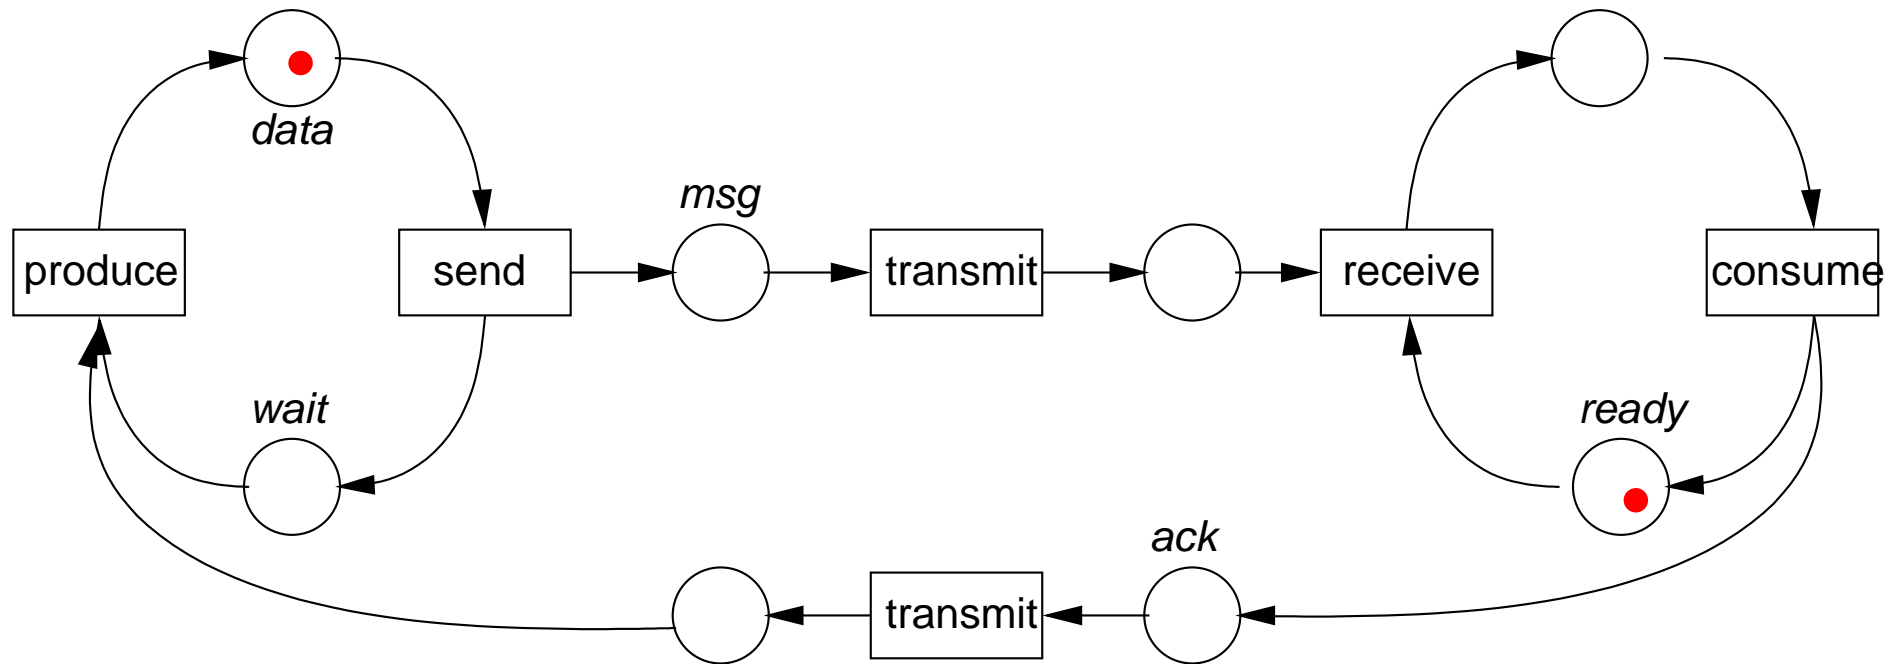 data
msg
produce
send
transmit
receive
consume
wait
ready
ack
transmit